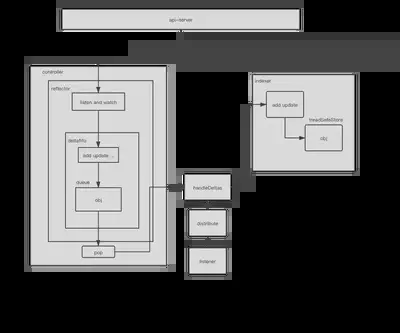 api-server
controller
reflector
listen and watch
deltafifo
add update ...
queue
obj
pop
handleDeltas
distribute
listener
indexer
add update
threadSafeStore
obj